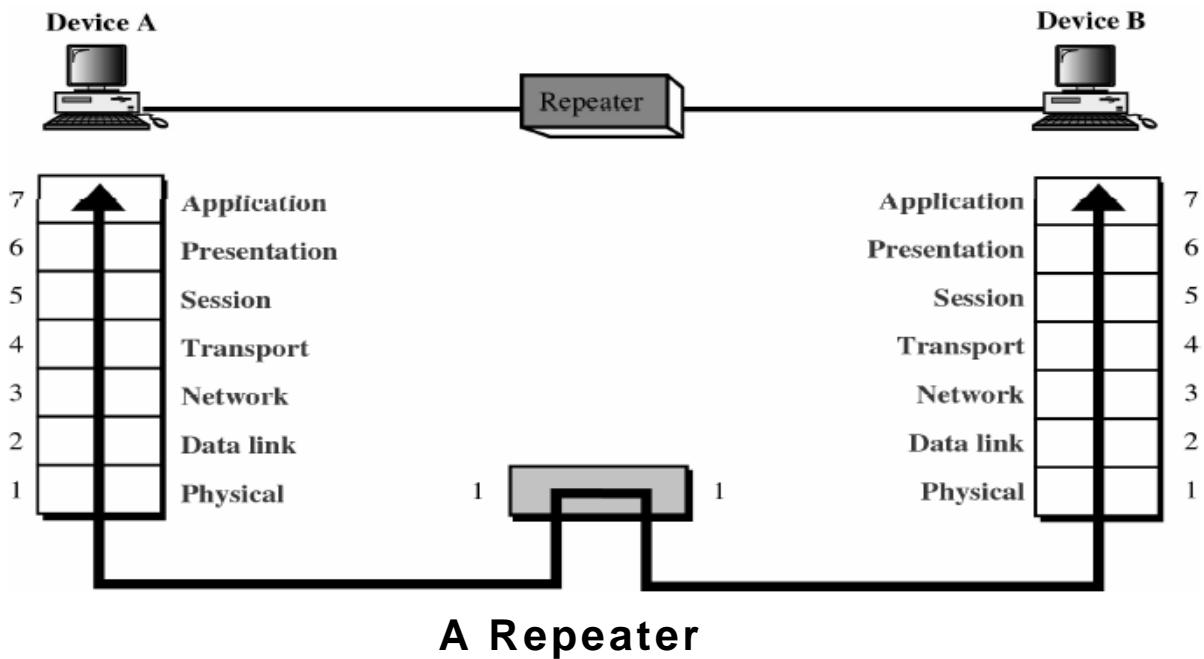 Device A
Device B
Repeater
7 Application Application 7
6 Presentation Presentation 6
5 Session Session 5
4 Transport Transport 4
3 Network Network 3
2 Data link Data link 2
1 Physical 1 1 Physical 1
A Repeater